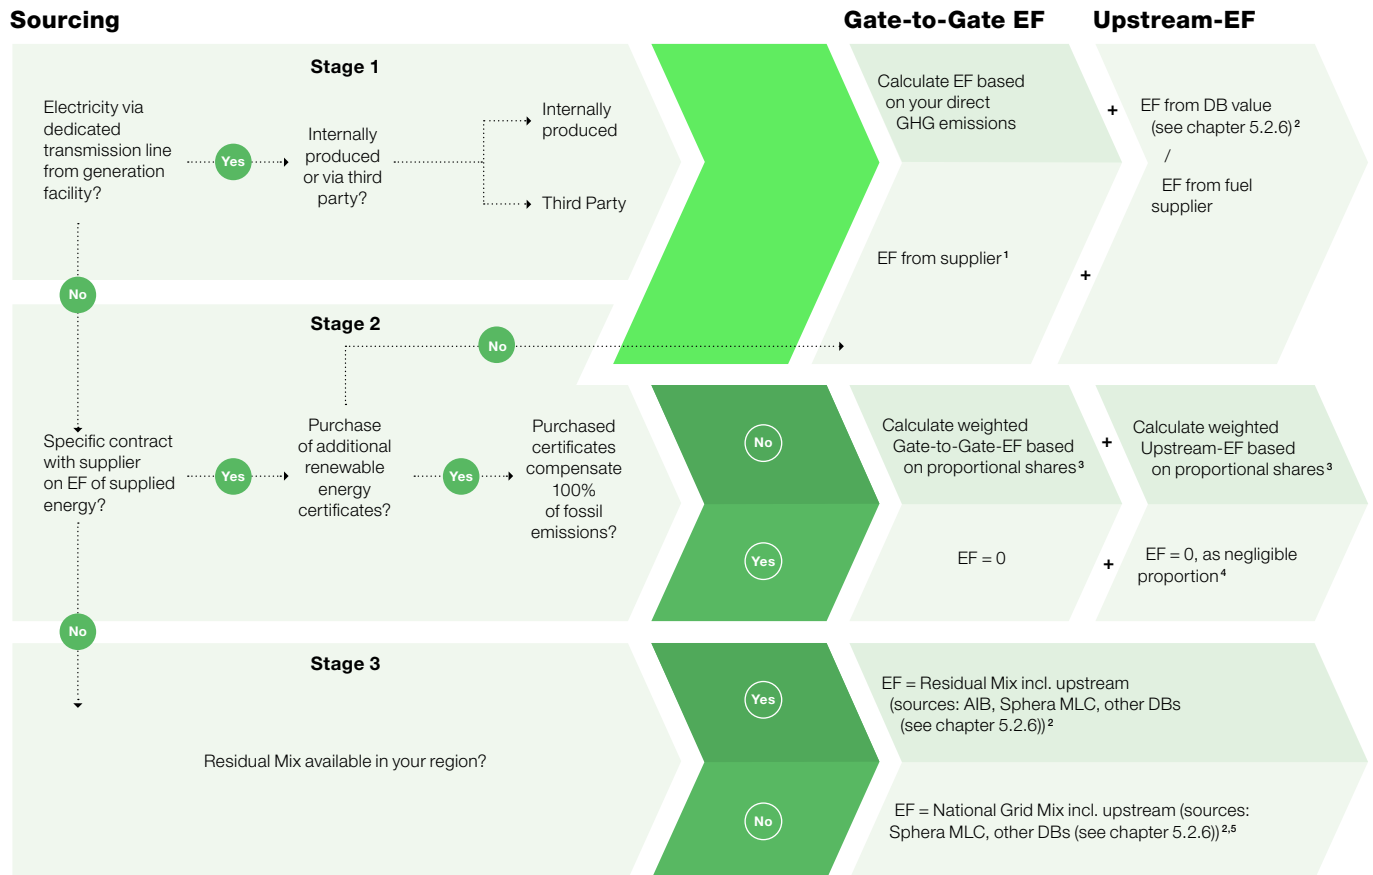 Sourcing
Gate-to-Gate EF
Upstream-EF
Stage 1
Electricity via
dedicated
transmission line
from generation
facility?
Yes
Internally
produced
or via third
party?
Internally
produced
Third Party
Calculate EF based
on your direct
GHG emissions
+
EF from DB value
(see chapter 5.2.6)²
/
EF from fuel
supplier
EF from supplier¹
+
No
Stage 2
No
Specific contract
with supplier
on EF of supplied
energy?
Yes
Purchase
of additional
renewable
energy
certificates?
Yes
Purchased
certificates
compensate
100%
of fossil
emissions?
No
Calculate weighted
Gate-to-Gate-EF based
on proportional shares³
+
Calculate weighted
Upstream-EF based
on proportional shares³
Yes
EF = 0
+
EF = 0, as negligible
proportion⁴
No
Stage 3
Residual Mix available in your region?
Yes
EF = Residual Mix incl. upstream
(sources: AIB, Sphera MLC, other DBs
(see chapter 5.2.6))²
No
EF = National Grid Mix incl. upstream (sources:
Sphera MLC, other DBs (see chapter 5.2.6))²,⁵